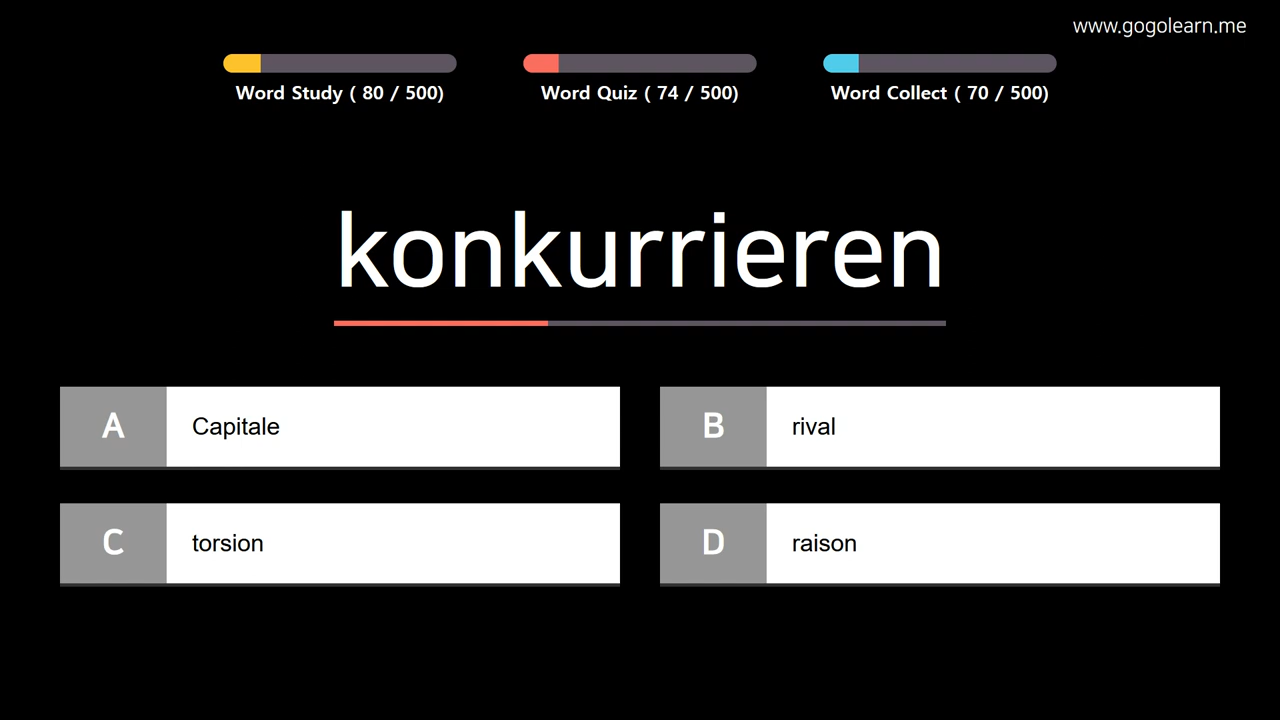 www.gogolearn.me
Word Study ( 80 / 500)
Word Quiz ( 74 / 500)
Word Collect ( 70 / 500)
konkurrieren
A Capitale
B rival
C torsion
D raison